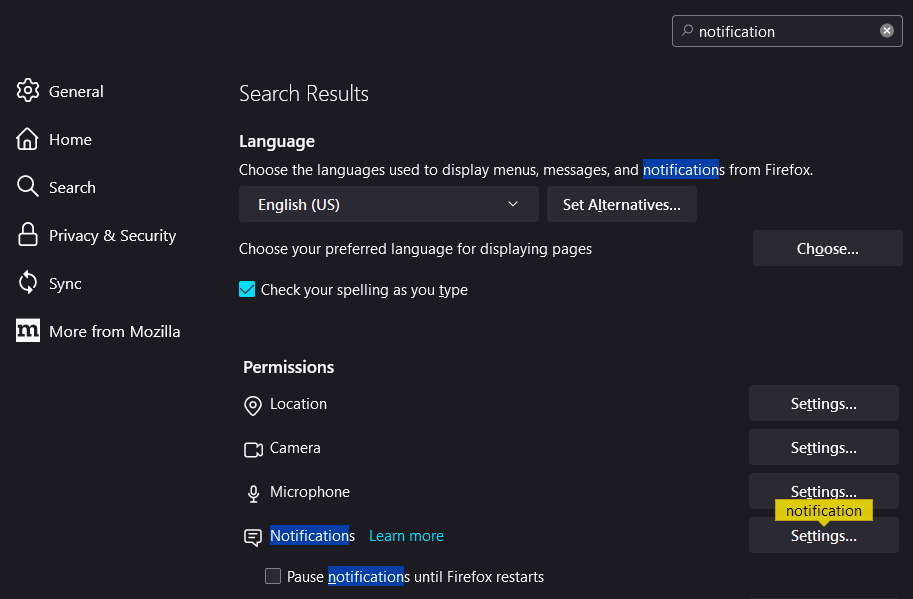 notification
General
Home
Search
Privacy & Security
Sync
m More from Mozilla
Search Results
Language
Choose the languages used to display menus, messages, and notifications from Firefox.
English (US) Set Alternatives...
Choose your preferred language for displaying pages Choose...
Check your spelling as you type
Permissions
Location Settings...
Camera Settings...
Microphone Settings...
notification
Notifications Learn more Settings...
Pause notifications until Firefox restarts